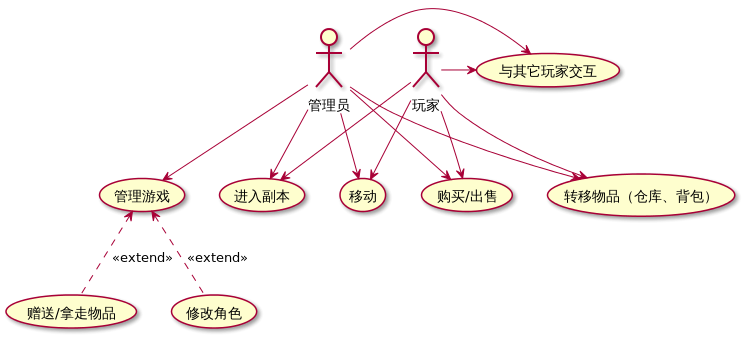 与其它玩家交互
管理员
玩家
管理游戏
进入副本
移动
购买/出售
转移物品（仓库、背包）
«extend»
«extend»
赠送/拿走物品
修改角色